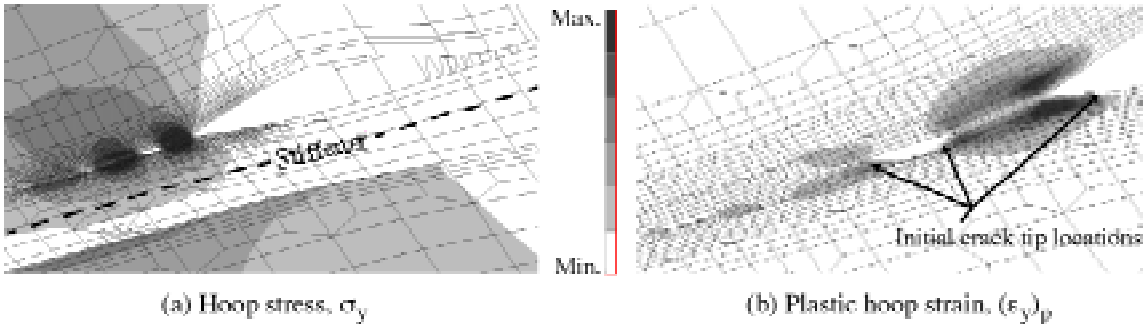 Max.
Stiffener
Min.
Initial crack tip locations
(a) Hoop stress, σy
(b) Plastic hoop strain, (εy)p